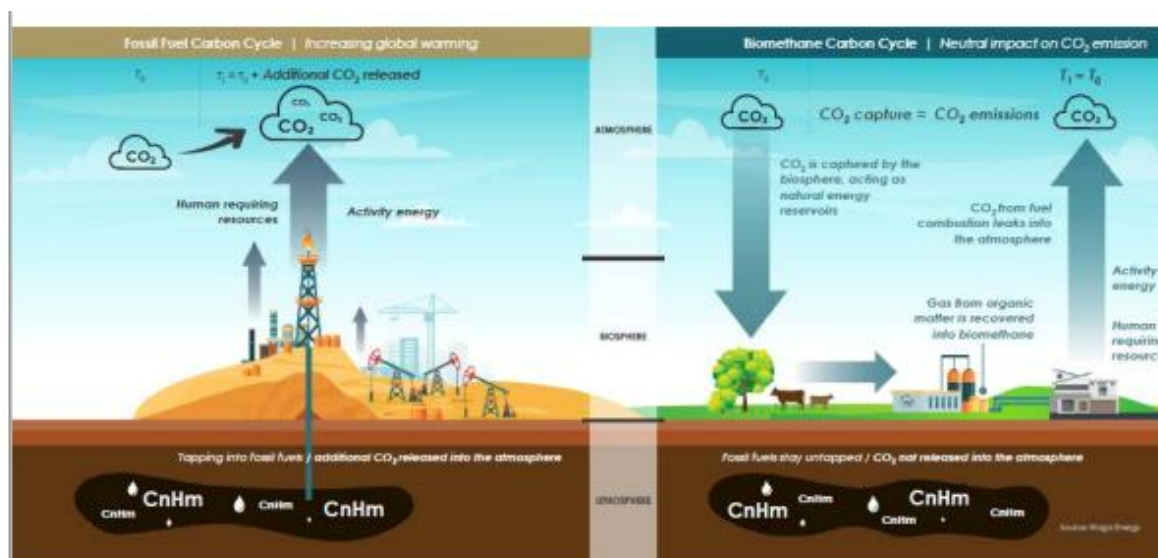 Fossil Fuel Carbon Cycle | Increasing global warming
T₀
T₁ = T₀ + Additional CO₂ released
CO₂
CO₂
CO₂
CO₂
Human requiring
resources
Activity energy
Tapping into fossil fuels / additional CO₂ released into the atmosphere
CnHm
CnHm
CnHm
CnHm
ATMOSPHERE
BIOSPHERE
LITHOSPHERE
Biomethane Carbon Cycle | Neutral impact on CO₂ emission
T₀
T₁ = T₀
CO₂
CO₂ capture = CO₂ emissions
CO₂
CO₂ is captured by the
biosphere, acting as
natural energy
reservoirs
CO₂ from fuel
combustion leaks into
the atmosphere
Activity
energy
Gas from organic
matter is recovered
into biomethane
Human
requiring
Fossil fuels stay untapped / CO₂ not released into the atmosphere
CnHm
CnHm
CnHm
CnHm
CnHm
Source: Waga Energy